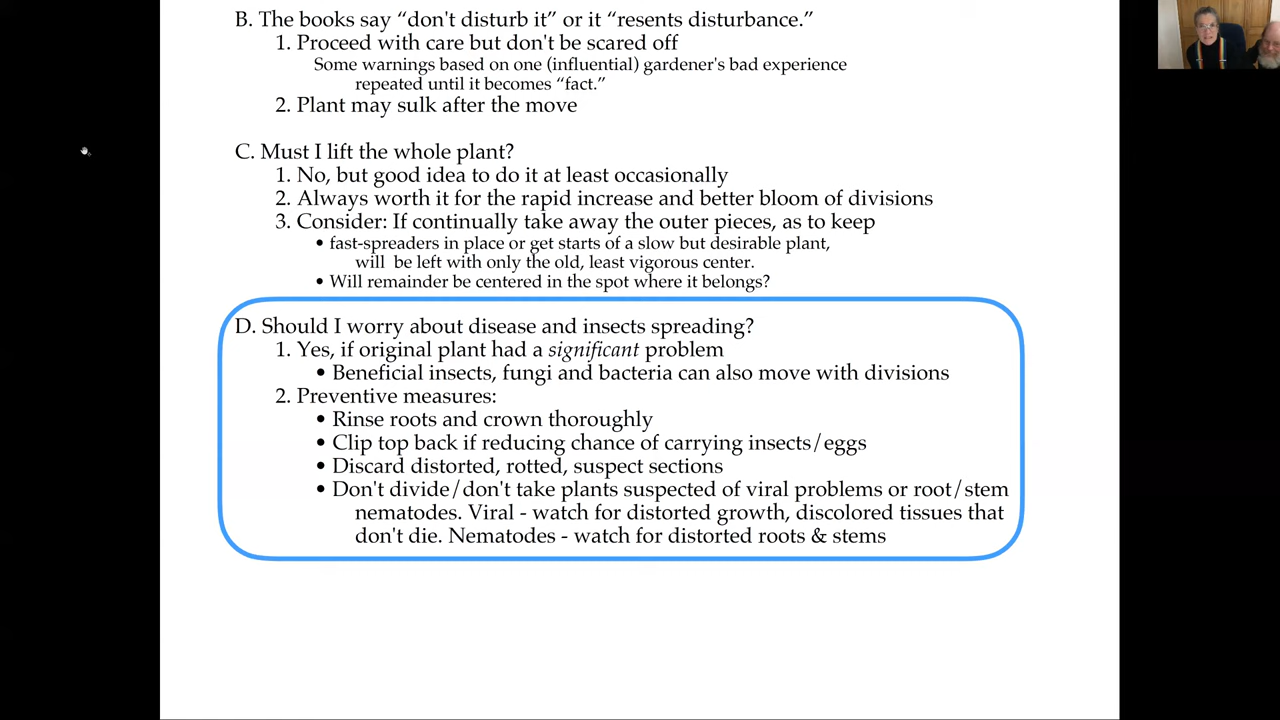 B. The books say “don't disturb it” or it “resents disturbance.”
1. Proceed with care but don't be scared off
Some warnings based on one (influential) gardener's bad experience
repeated until it becomes “fact.”
2. Plant may sulk after the move
C. Must I lift the whole plant?
1. No, but good idea to do it at least occasionally
2. Always worth it for the rapid increase and better bloom of divisions
3. Consider: If continually take away the outer pieces, as to keep
• fast-spreaders in place or get starts of a slow but desirable plant,
will be left with only the old, least vigorous center.
• Will remainder be centered in the spot where it belongs?
D. Should I worry about disease and insects spreading?
1. Yes, if original plant had a significant problem
• Beneficial insects, fungi and bacteria can also move with divisions
2. Preventive measures:
• Rinse roots and crown thoroughly
• Clip top back if reducing chance of carrying insects/eggs
• Discard distorted, rotted, suspect sections
• Don't divide/don't take plants suspected of viral problems or root/stem
nematodes. Viral - watch for distorted growth, discolored tissues that
don't die. Nematodes - watch for distorted roots & stems